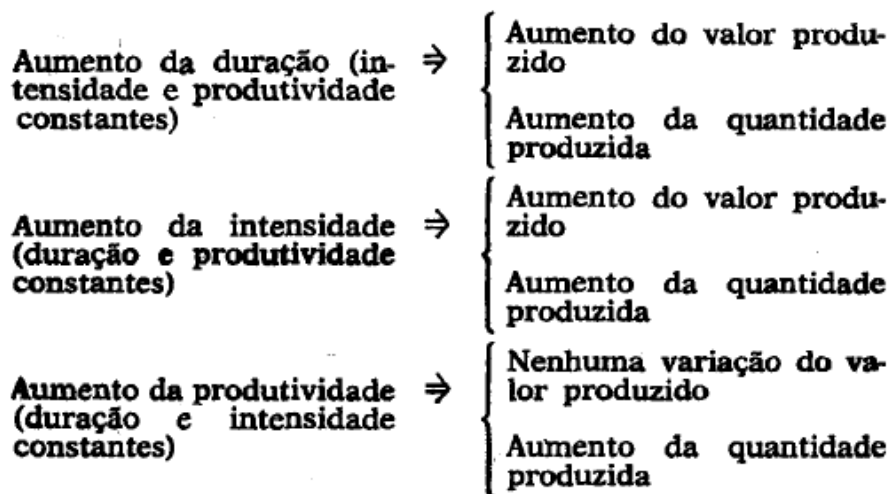 Aumento da duração (in- ⇒
tensidade e produtividade
constantes)
Aumento do valor produ-
zido
Aumento da quantidade
produzida
Aumento da intensidade ⇒
(duração e produtividade
constantes)
Aumento do valor produ-
zido
Aumento da quantidade
produzida
Aumento da produtividade ⇒
(duração e intensidade
constantes)
Nenhuma variação do va-
lor produzido
Aumento da quantidade
produzida